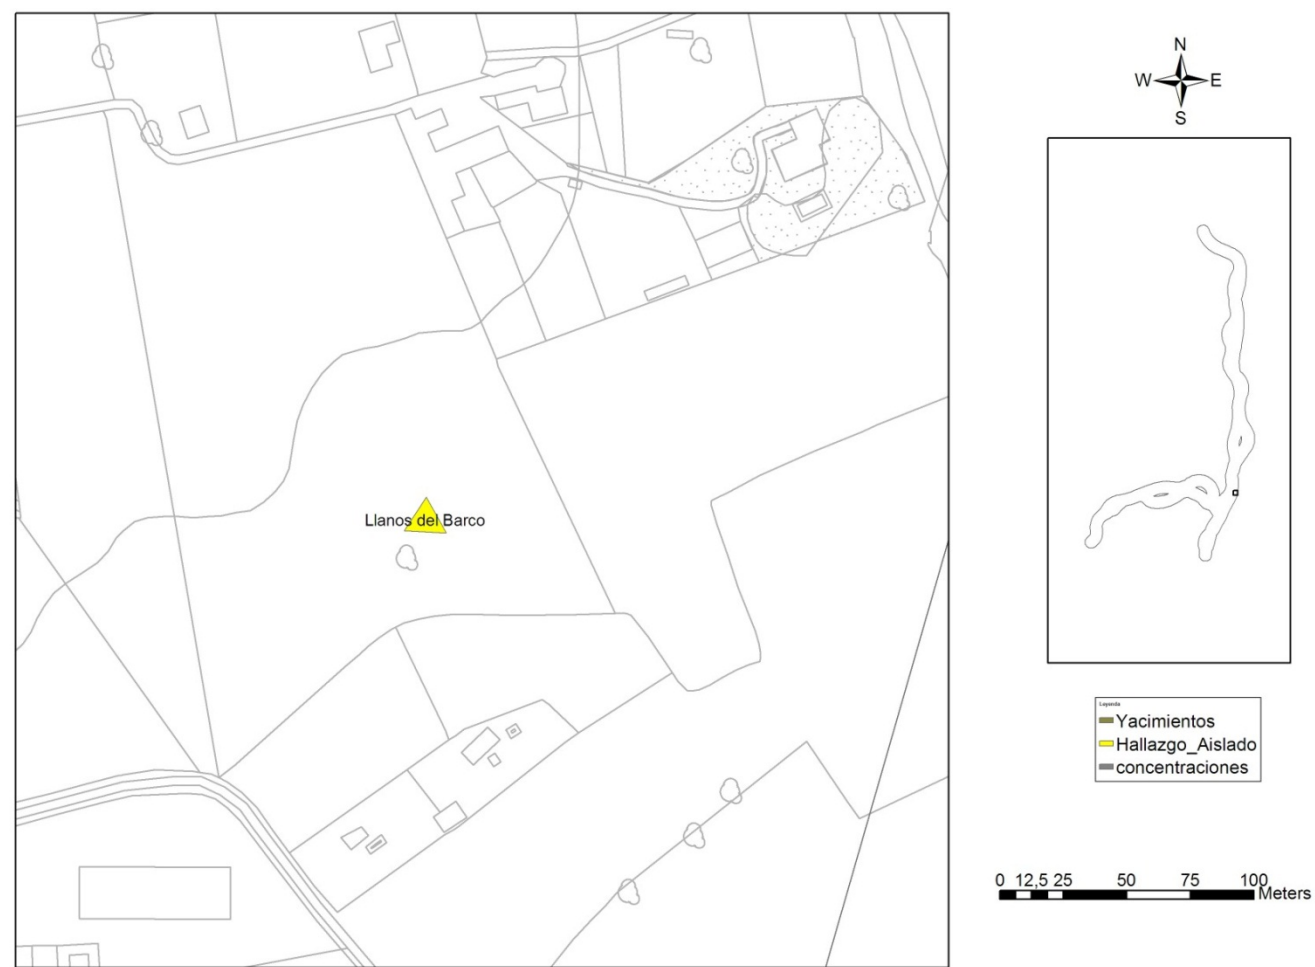 Llanos del Barco
N
W E
S
Leyenda
Yacimientos
Hallazgo_Aislado
concentraciones
0 12,5 25 50 75 100
Meters